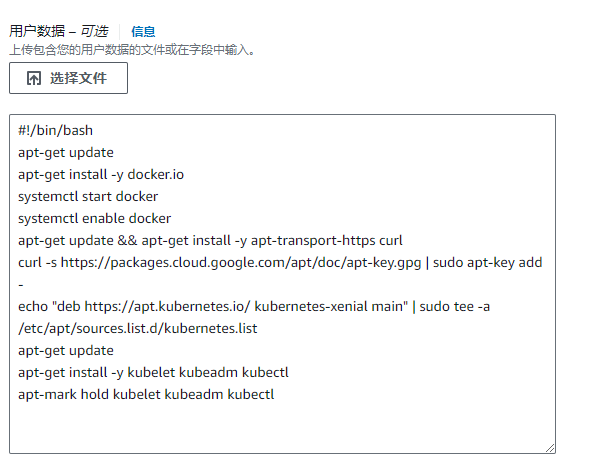 用户数据 – 可选 信息
上传包含您的用户数据的文件或在字段中输入。
选择文件
#!/bin/bash
apt-get update
apt-get install -y docker.io
systemctl start docker
systemctl enable docker
apt-get update && apt-get install -y apt-transport-https curl
curl -s https://packages.cloud.google.com/apt/doc/apt-key.gpg | sudo apt-key add
-
echo "deb https://apt.kubernetes.io/ kubernetes-xenial main" | sudo tee -a
/etc/apt/sources.list.d/kubernetes.list
apt-get update
apt-get install -y kubelet kubeadm kubectl
apt-mark hold kubelet kubeadm kubectl